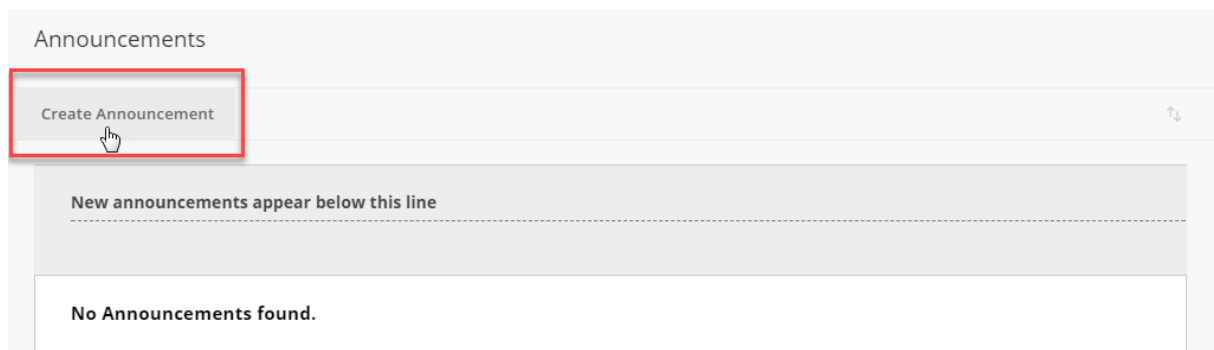 Announcements
Create Announcement
New announcements appear below this line
No Announcements found.